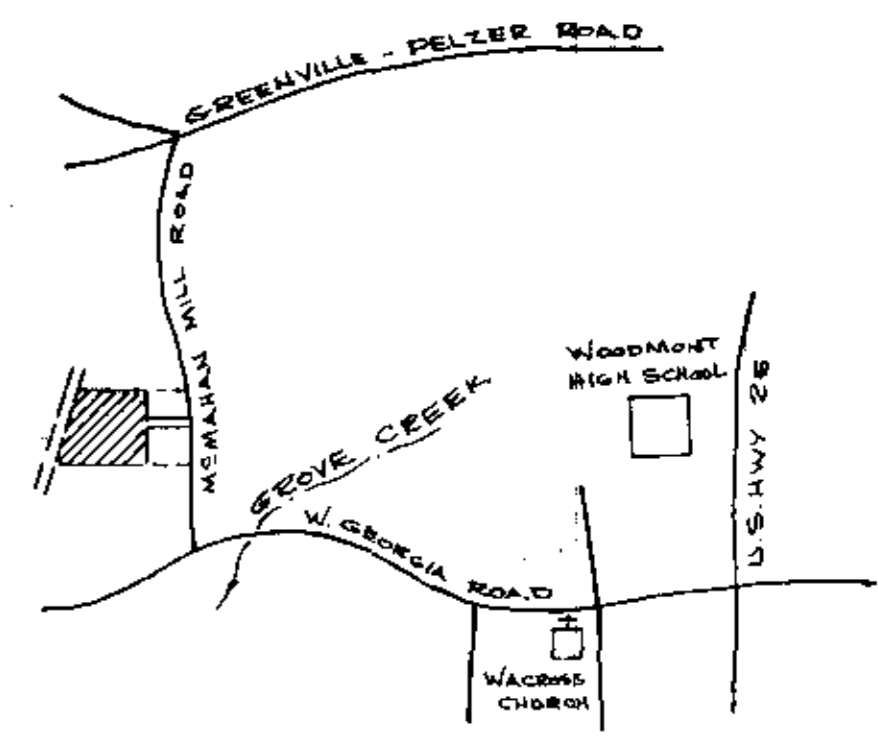 GREENVILLE - PELZER ROAD
McMAHAN MILL ROAD
WOODMONT
HIGH SCHOOL
U.S. HWY 25
GROVE CREEK
W. GEORGIA ROAD
CHURCH